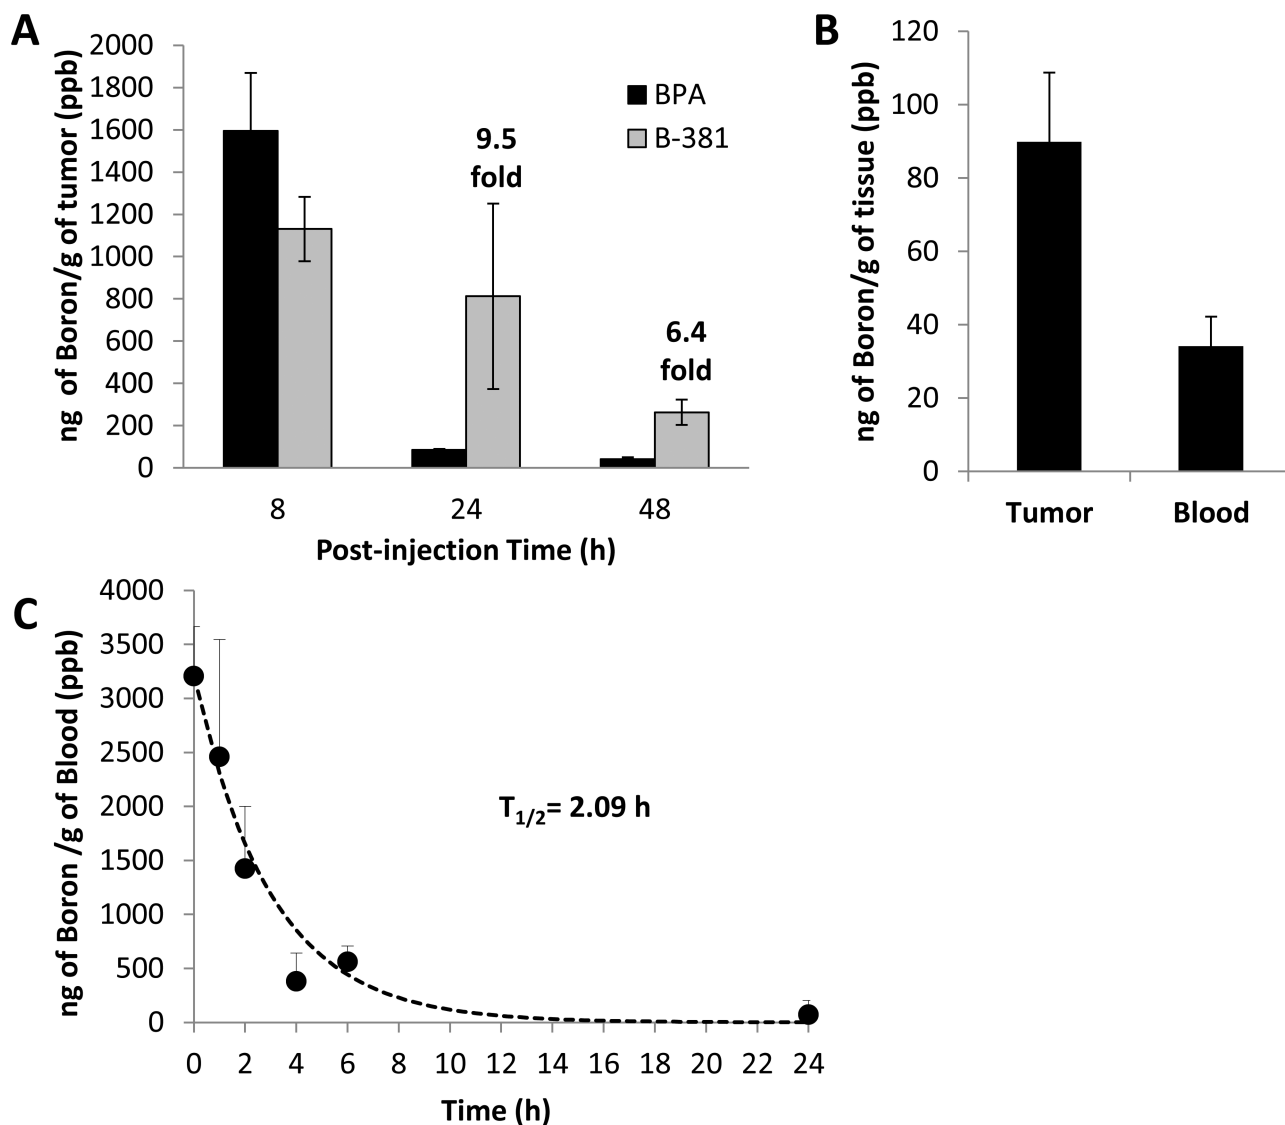 A
ng of Boron/g of tumor (ppb)
2000
1800
1600
1400
1200
1000
800
600
400
200
0
BPA
B-381
9.5
fold
6.4
fold
8 24 48
Post-injection Time (h)
B
ng of Boron/g of tissue (ppb)
120
100
80
60
40
20
0
Tumor Blood
C
ng of Boron /g of Blood (ppb)
4000
3500
3000
2500
2000
1500
1000
500
0
T1/2= 2.09 h
0 2 4 6 8 10 12 14 16 18 20 22 24
Time (h)